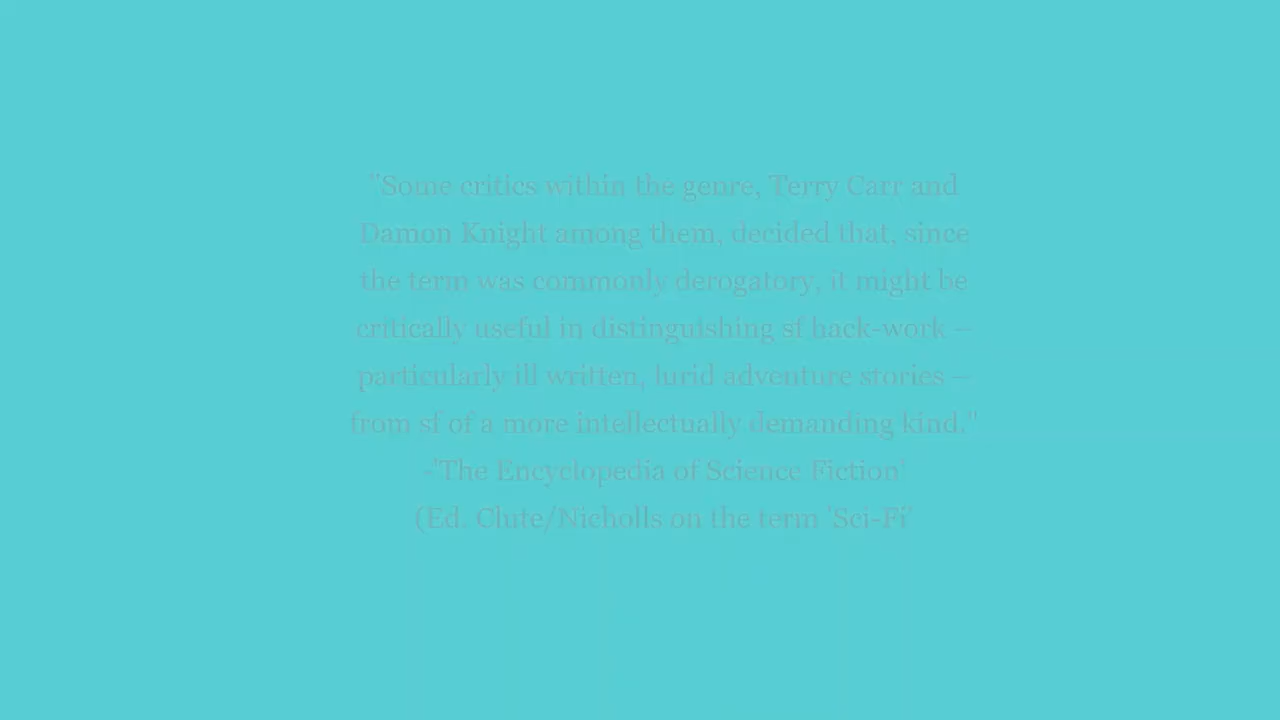 "Some critics within the genre, Terry Carr and
Damon Knight among them, decided that, since
the term was commonly derogatory, it might be
critically useful in distinguishing sf hack-work –
particularly ill written, lurid adventure stories –
from sf of a more intellectually demanding kind."
-'The Encyclopedia of Science Fiction'
(Ed. Clute/Nicholls on the term 'Sci-Fi'